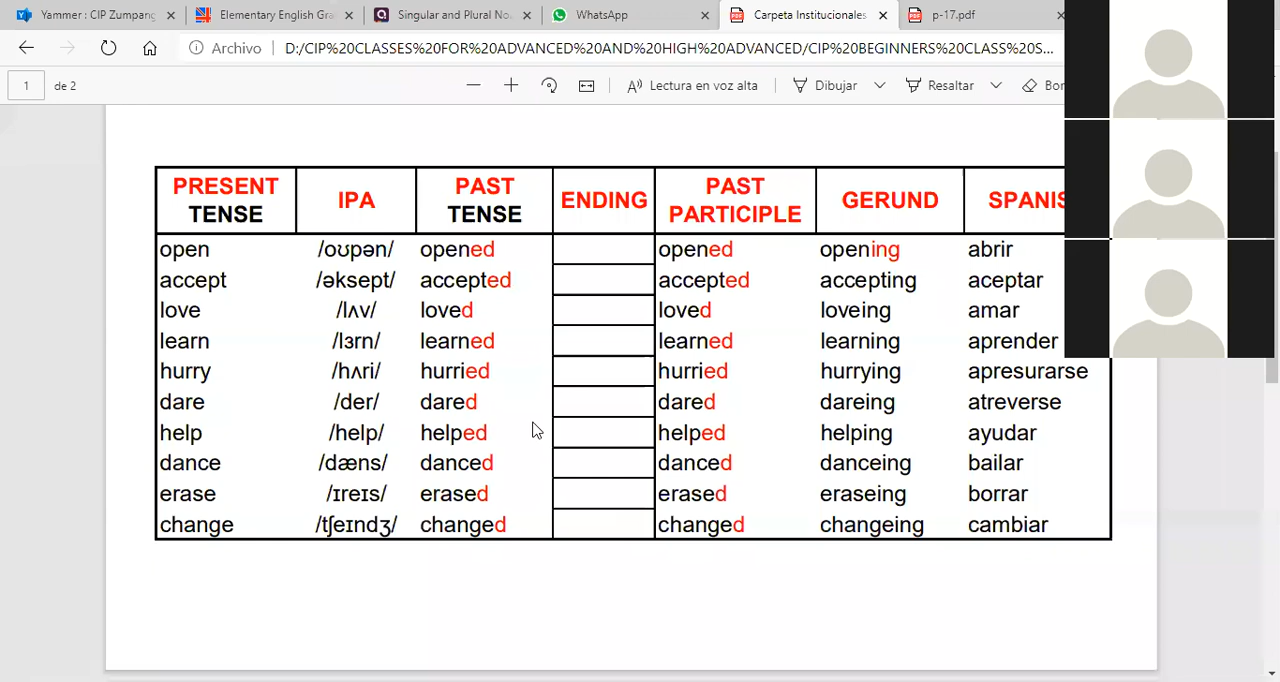 Yammer : CIP Zumpang
Elementary English Gra
Singular and Plural No
WhatsApp
Carpeta Institucionales
p-17.pdf
Archivo
D:/CIP%20CLASSES%20FOR%20ADVANCED%20AND%20HIGH%20ADVANCED/CIP%20BEGINNERS%20CLASS%20S...
1 de 2
Lectura en voz alta
Dibujar
Resaltar
Bor
PRESENT TENSE IPA PAST TENSE ENDING PAST PARTICIPLE GERUND SPANIS
open /oʊpən/ opened opened opening abrir
accept /əksept/ accepted accepted accepting aceptar
love /lʌv/ loved loved loveing amar
learn /lɜrn/ learned learned learning aprender
hurry /hʌri/ hurried hurried hurrying apresurarse
dare /der/ dared dared dareing atreverse
help /help/ helped helped helping ayudar
dance /dæns/ danced danced danceing bailar
erase /ɪreɪs/ erased erased eraseing borrar
change /tʃeɪndʒ/ changed changed changeing cambiar